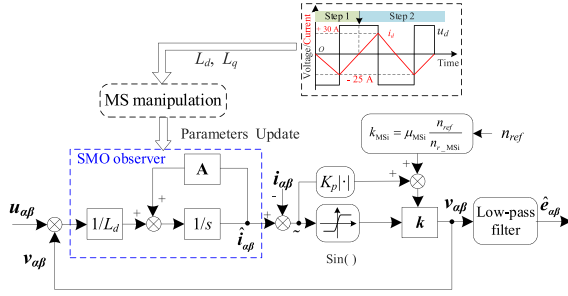 Step 1
Step 2
+ 30 A
i_d
u_d
Voltage/Current
O
Time
- 25 A
L_d, L_q
MS manipulation
Parameters Update
SMO observer
k_MSi = μ_MSi n_ref / n_r_MSi
n_ref
A
i_αβ
K_p|·|
u_αβ
1/L_d
1/s
î_αβ
~
k
v_αβ
Low-pass
filter
ê_αβ
v_αβ
Sin( )
+
+
+
-
+
+